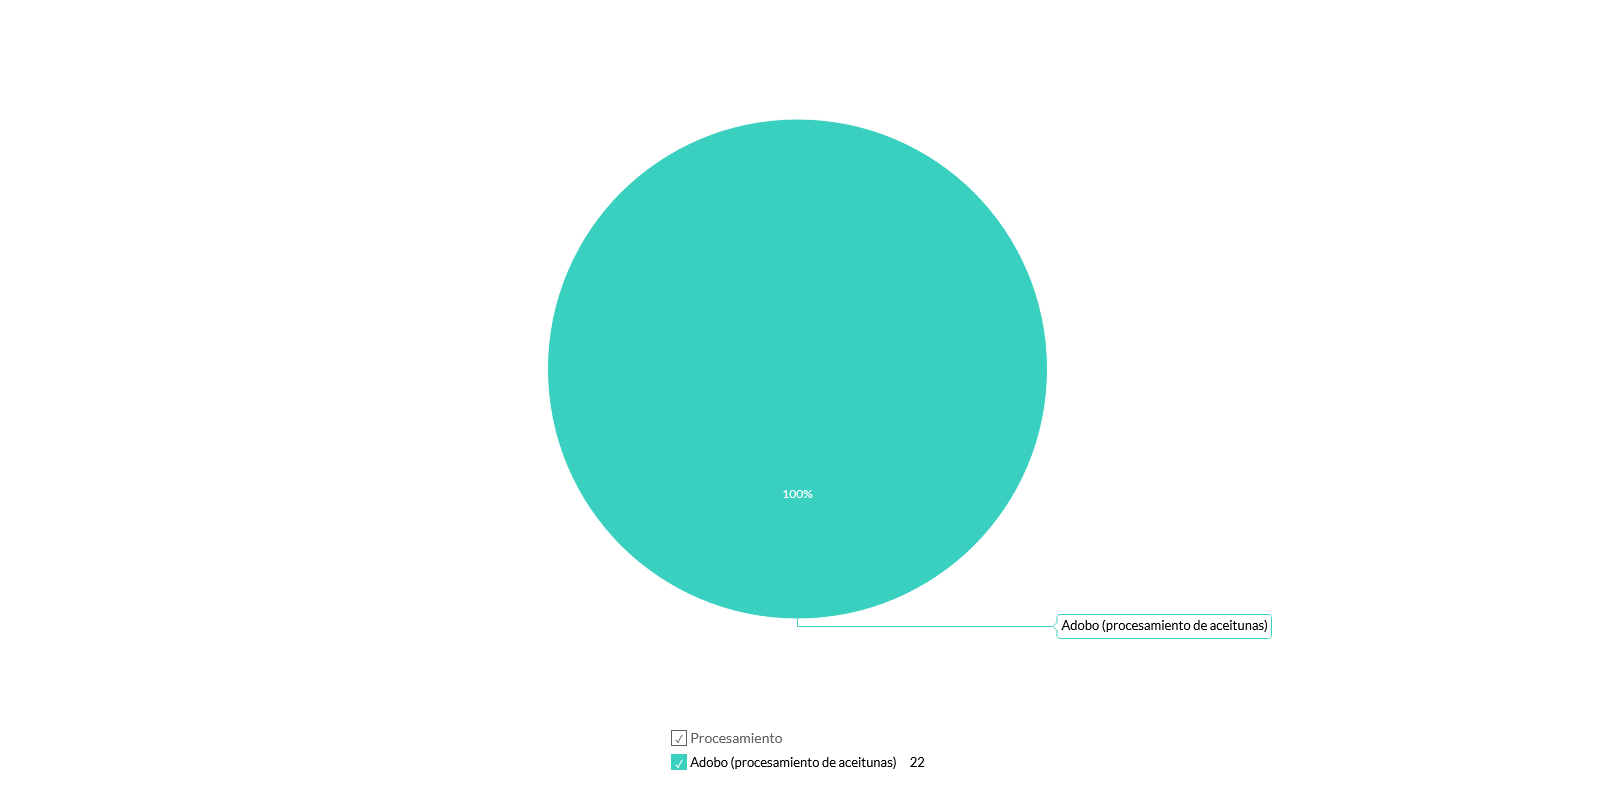 100%
Adobo (procesamiento de aceitunas)
Procesamiento
Adobo (procesamiento de aceitunas) 22